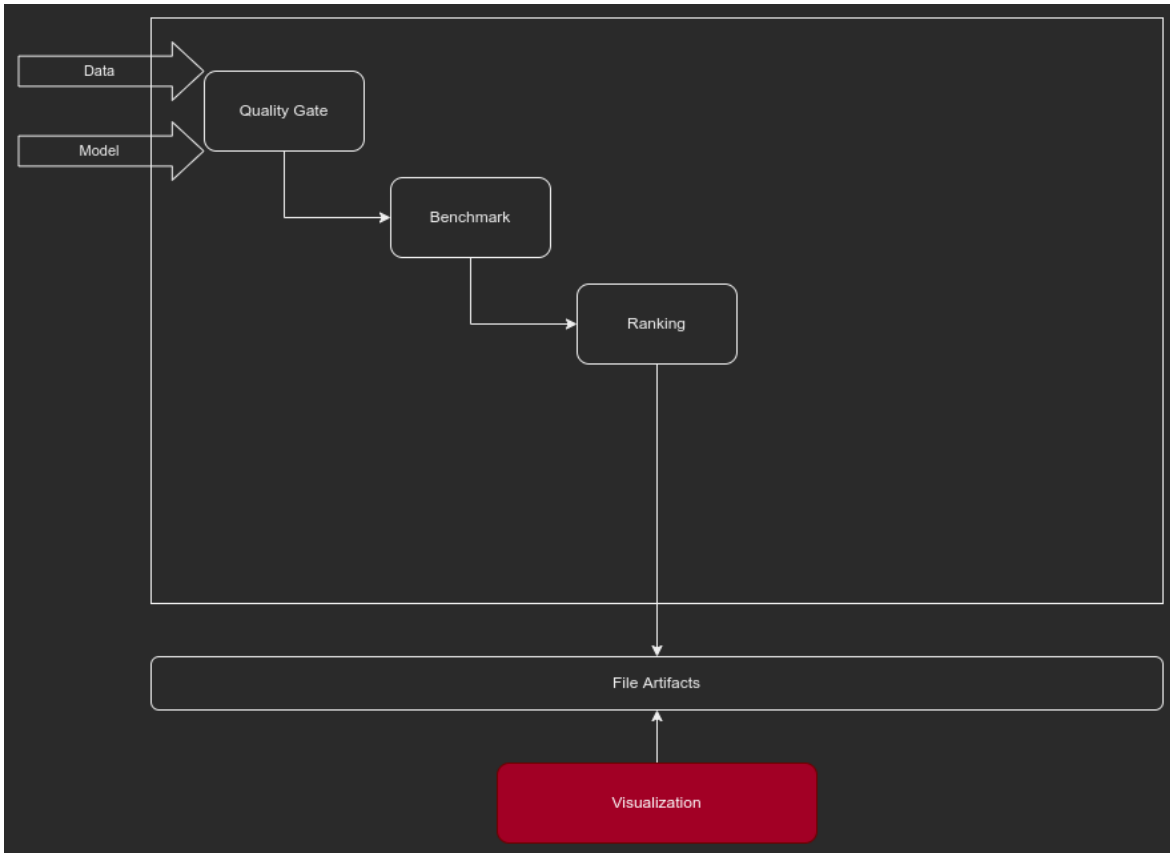 Data
Quality Gate
Model
Benchmark
Ranking
File Artifacts
Visualization